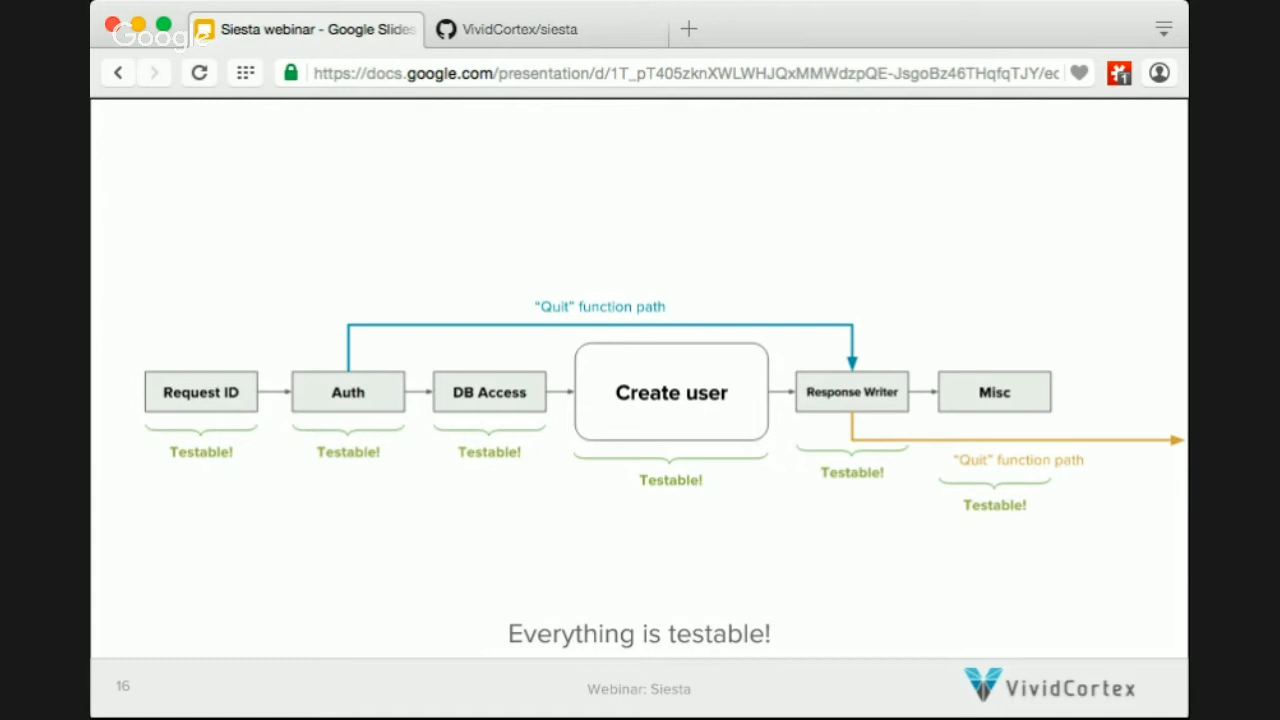 Google
Siesta webinar - Google Slides
VividCortex/siesta
https://docs.google.com/presentation/d/1T_pT405zknXWLWHJQxMMWdzpQE-JsgoBz46THqfqTJY/ec
1
"Quit" function path
Request ID
Auth
DB Access
Create user
Response Writer
Misc
Testable!
Testable!
Testable!
Testable!
Testable!
"Quit" function path
Testable!
Everything is testable!
16
Webinar: Siesta
VividCortex